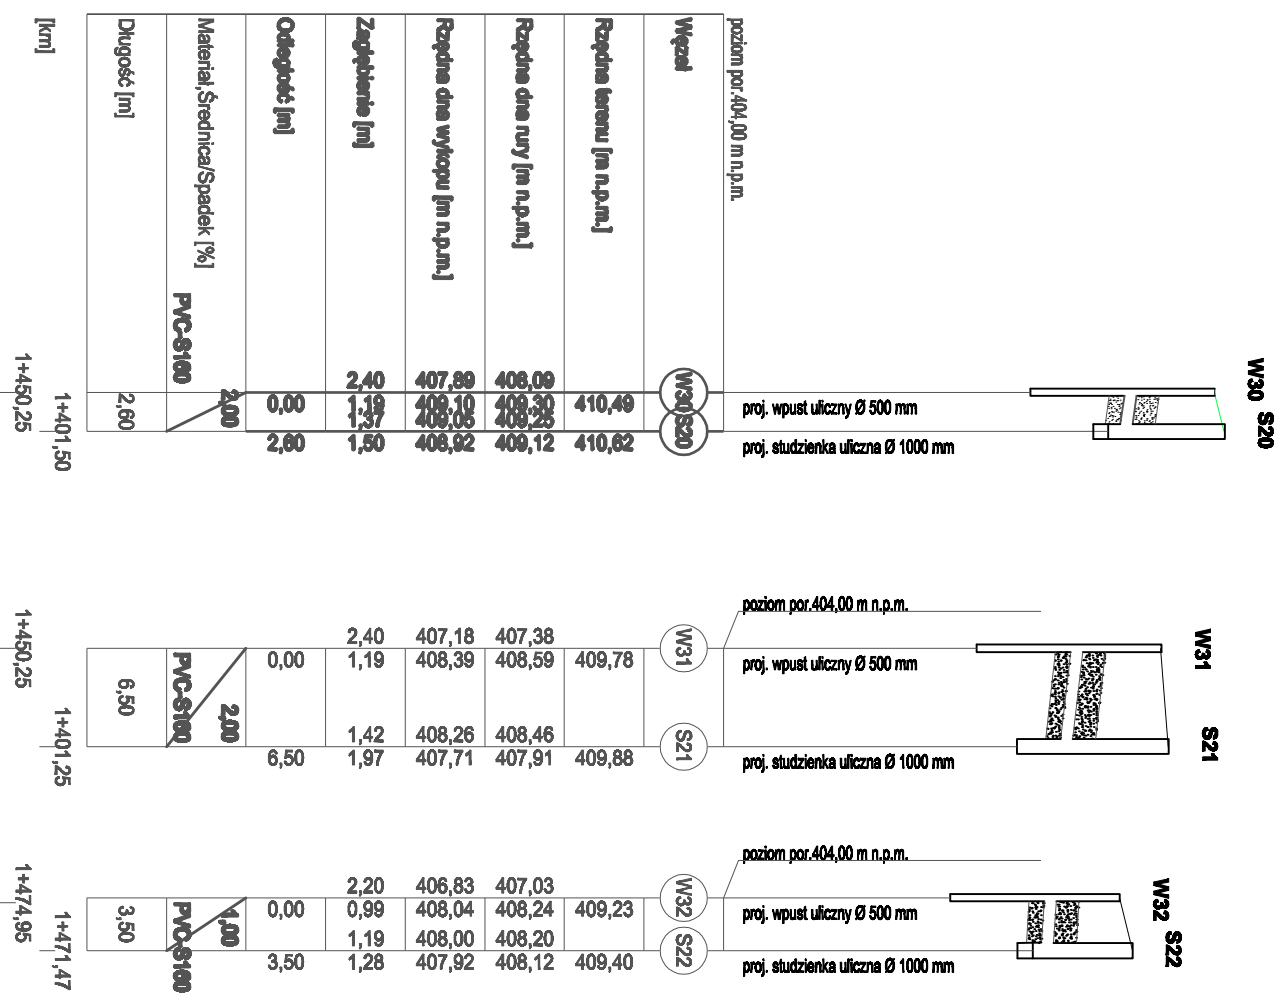 poziom por.404,00 m n.p.m.
Węzeł
Rzędna terenu [m n.p.m.]
Rzędna dna rury [m n.p.m.]
Rzędna dna wykopu [m n.p.m.]
Zagłębienie [m]
Odległość [m]
Materiał,Średnica/Spadek [%]
Długość [m]
[km]
W30 S20
W30 S20
proj. wpust uliczny Ø 500 mm
proj. studzienka uliczna Ø 1000 mm
410,49 410,62
408,09 409,30 409,25 409,12
407,89 409,10 409,05 408,92
2,40 1,19 1,37 1,50
0,00 2,60
PVC-S160 2,00
2,60
1+401,50
1+450,25
W31 S21
poziom por.404,00 m n.p.m.
proj. wpust uliczny Ø 500 mm
proj. studzienka uliczna Ø 1000 mm
W31 S21
409,78 409,88
407,38 408,59 408,46 407,91
407,18 408,39 408,26 407,71
2,40 1,19 1,42 1,97
0,00 6,50
PVC-S160 2,00
6,50
1+401,25
1+450,25
W32 S22
poziom por.404,00 m n.p.m.
proj. wpust uliczny Ø 500 mm
proj. studzienka uliczna Ø 1000 mm
W32 S22
409,23 409,40
407,03 408,24 408,20 408,12
406,83 408,04 408,00 407,92
2,20 0,99 1,19 1,28
0,00 3,50
PVC-S160 1,00
3,50
1+471,47
1+474,95